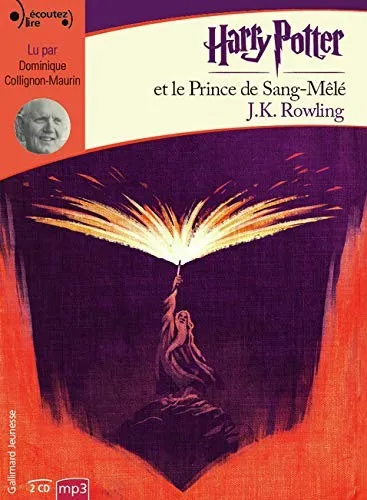 écoutez
lire
Lu par
Dominique
Collignon-Maurin
Harry Potter
et le Prince de Sang-Mêlé
J.K. Rowling
Gallimard Jeunesse
2 CD
mp3